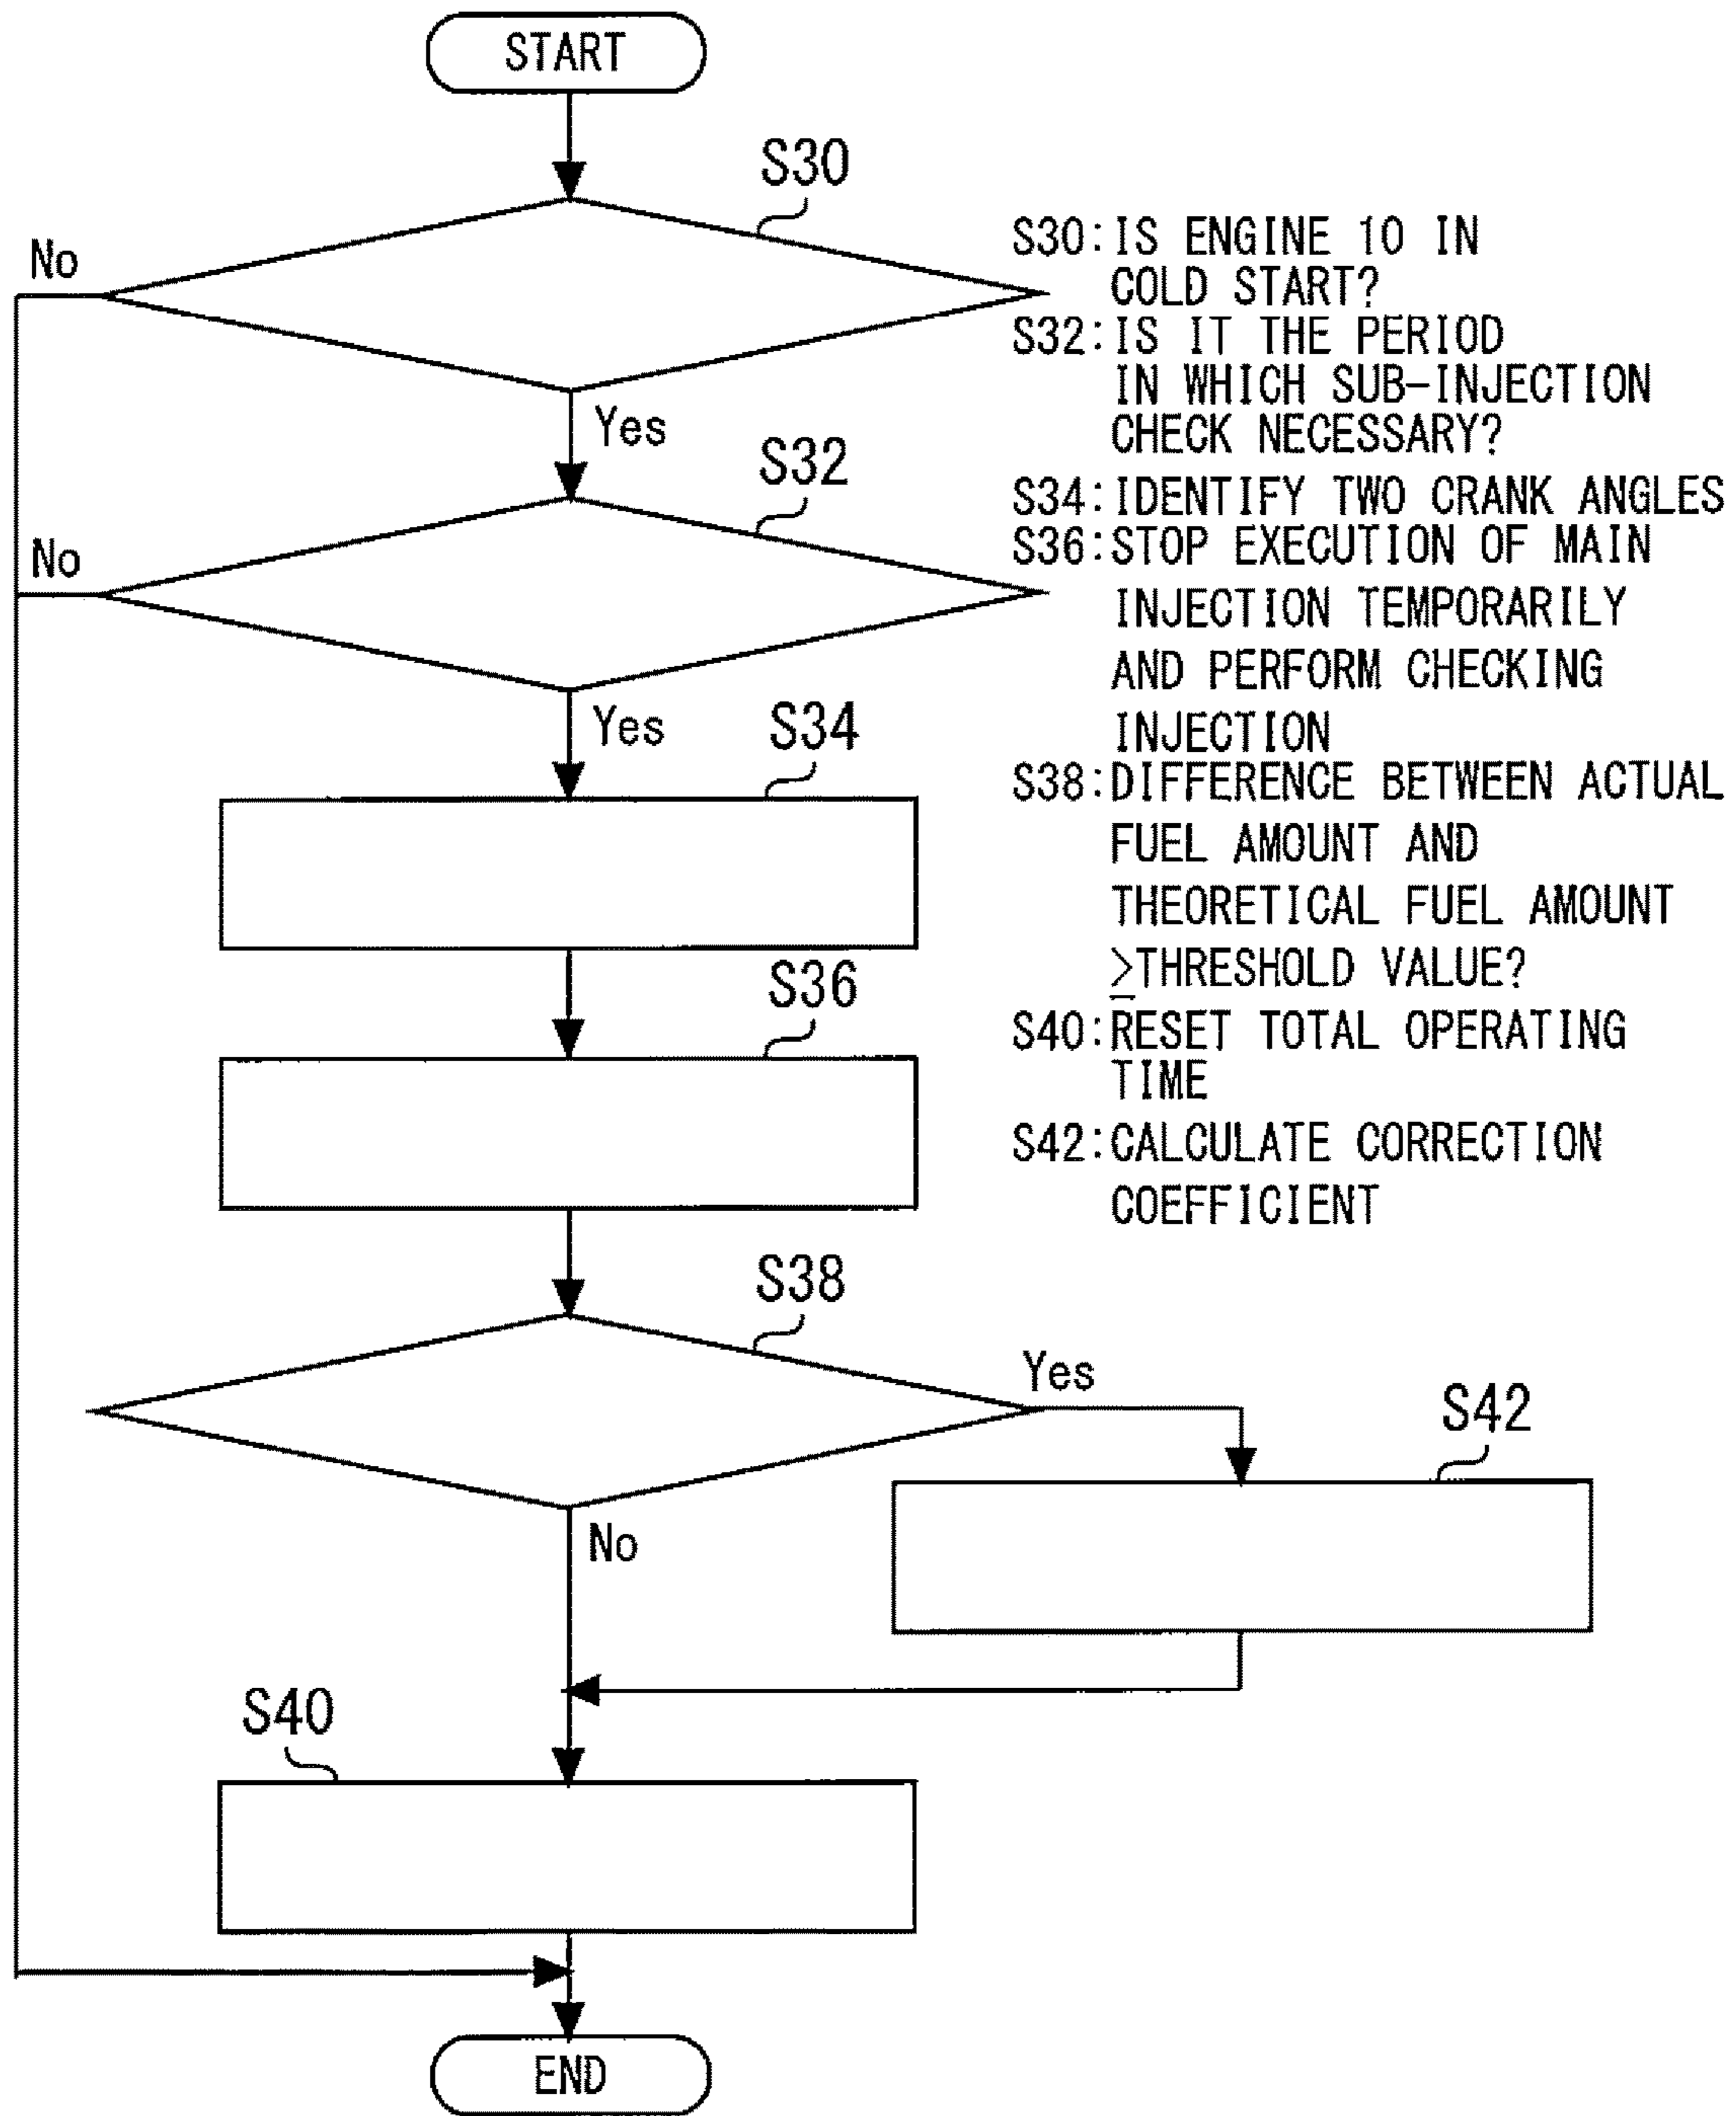 START
S30
No
S30:IS ENGINE 10 IN
COLD START?
S32:IS IT THE PERIOD
IN WHICH SUB-INJECTION
CHECK NECESSARY?
Yes
S32
No
S34:IDENTIFY TWO CRANK ANGLES
S36:STOP EXECUTION OF MAIN
INJECTION TEMPORARILY
AND PERFORM CHECKING
INJECTION
Yes
S34
S38:DIFFERENCE BETWEEN ACTUAL
FUEL AMOUNT AND
THEORETICAL FUEL AMOUNT
≥THRESHOLD VALUE?
S36
S40:RESET TOTAL OPERATING
TIME
S42:CALCULATE CORRECTION
COEFFICIENT
S38
Yes
S42
No
S40
END